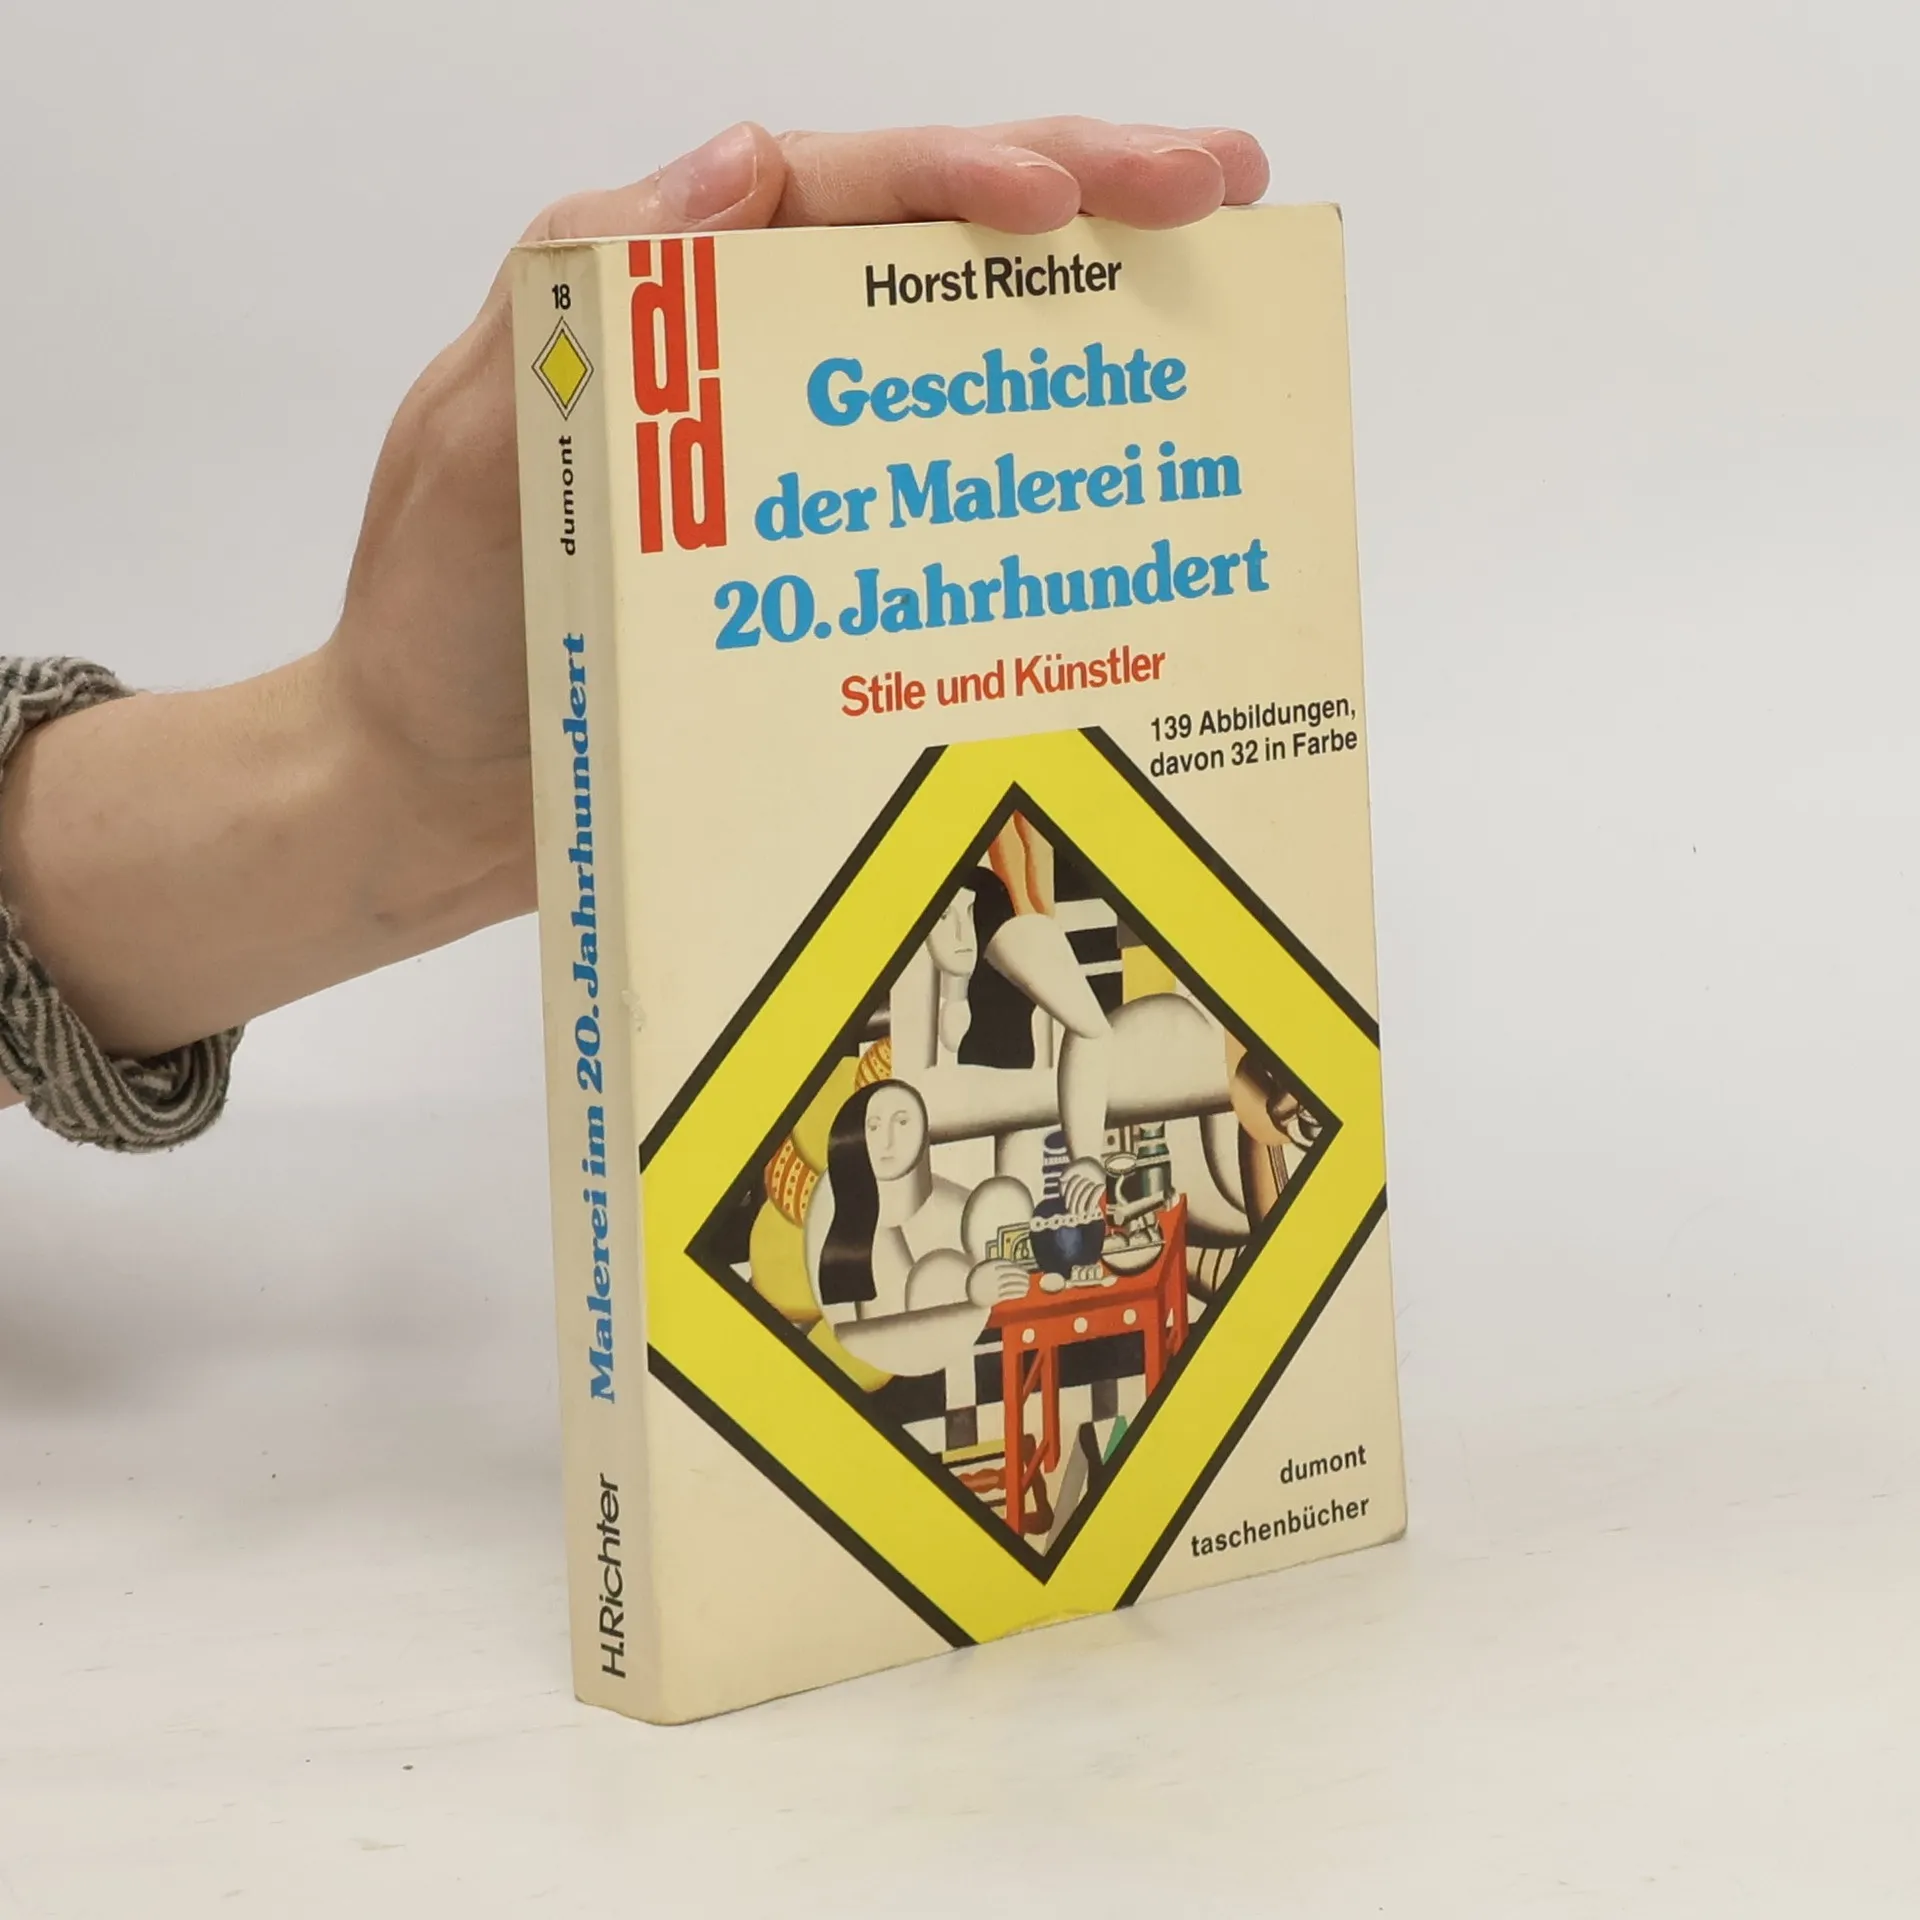 Horst Richter
Geschichte
der Malerei im
20. Jahrhundert
Stile und Künstler
139 Abbildungen,
davon 32 in Farbe
dumont
taschenbücher
18
dumont
Malerei im 20. Jahrhundert
H.Richter